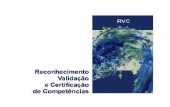 RVC
Reconhecimento
Validação
e Certificação
de Competências